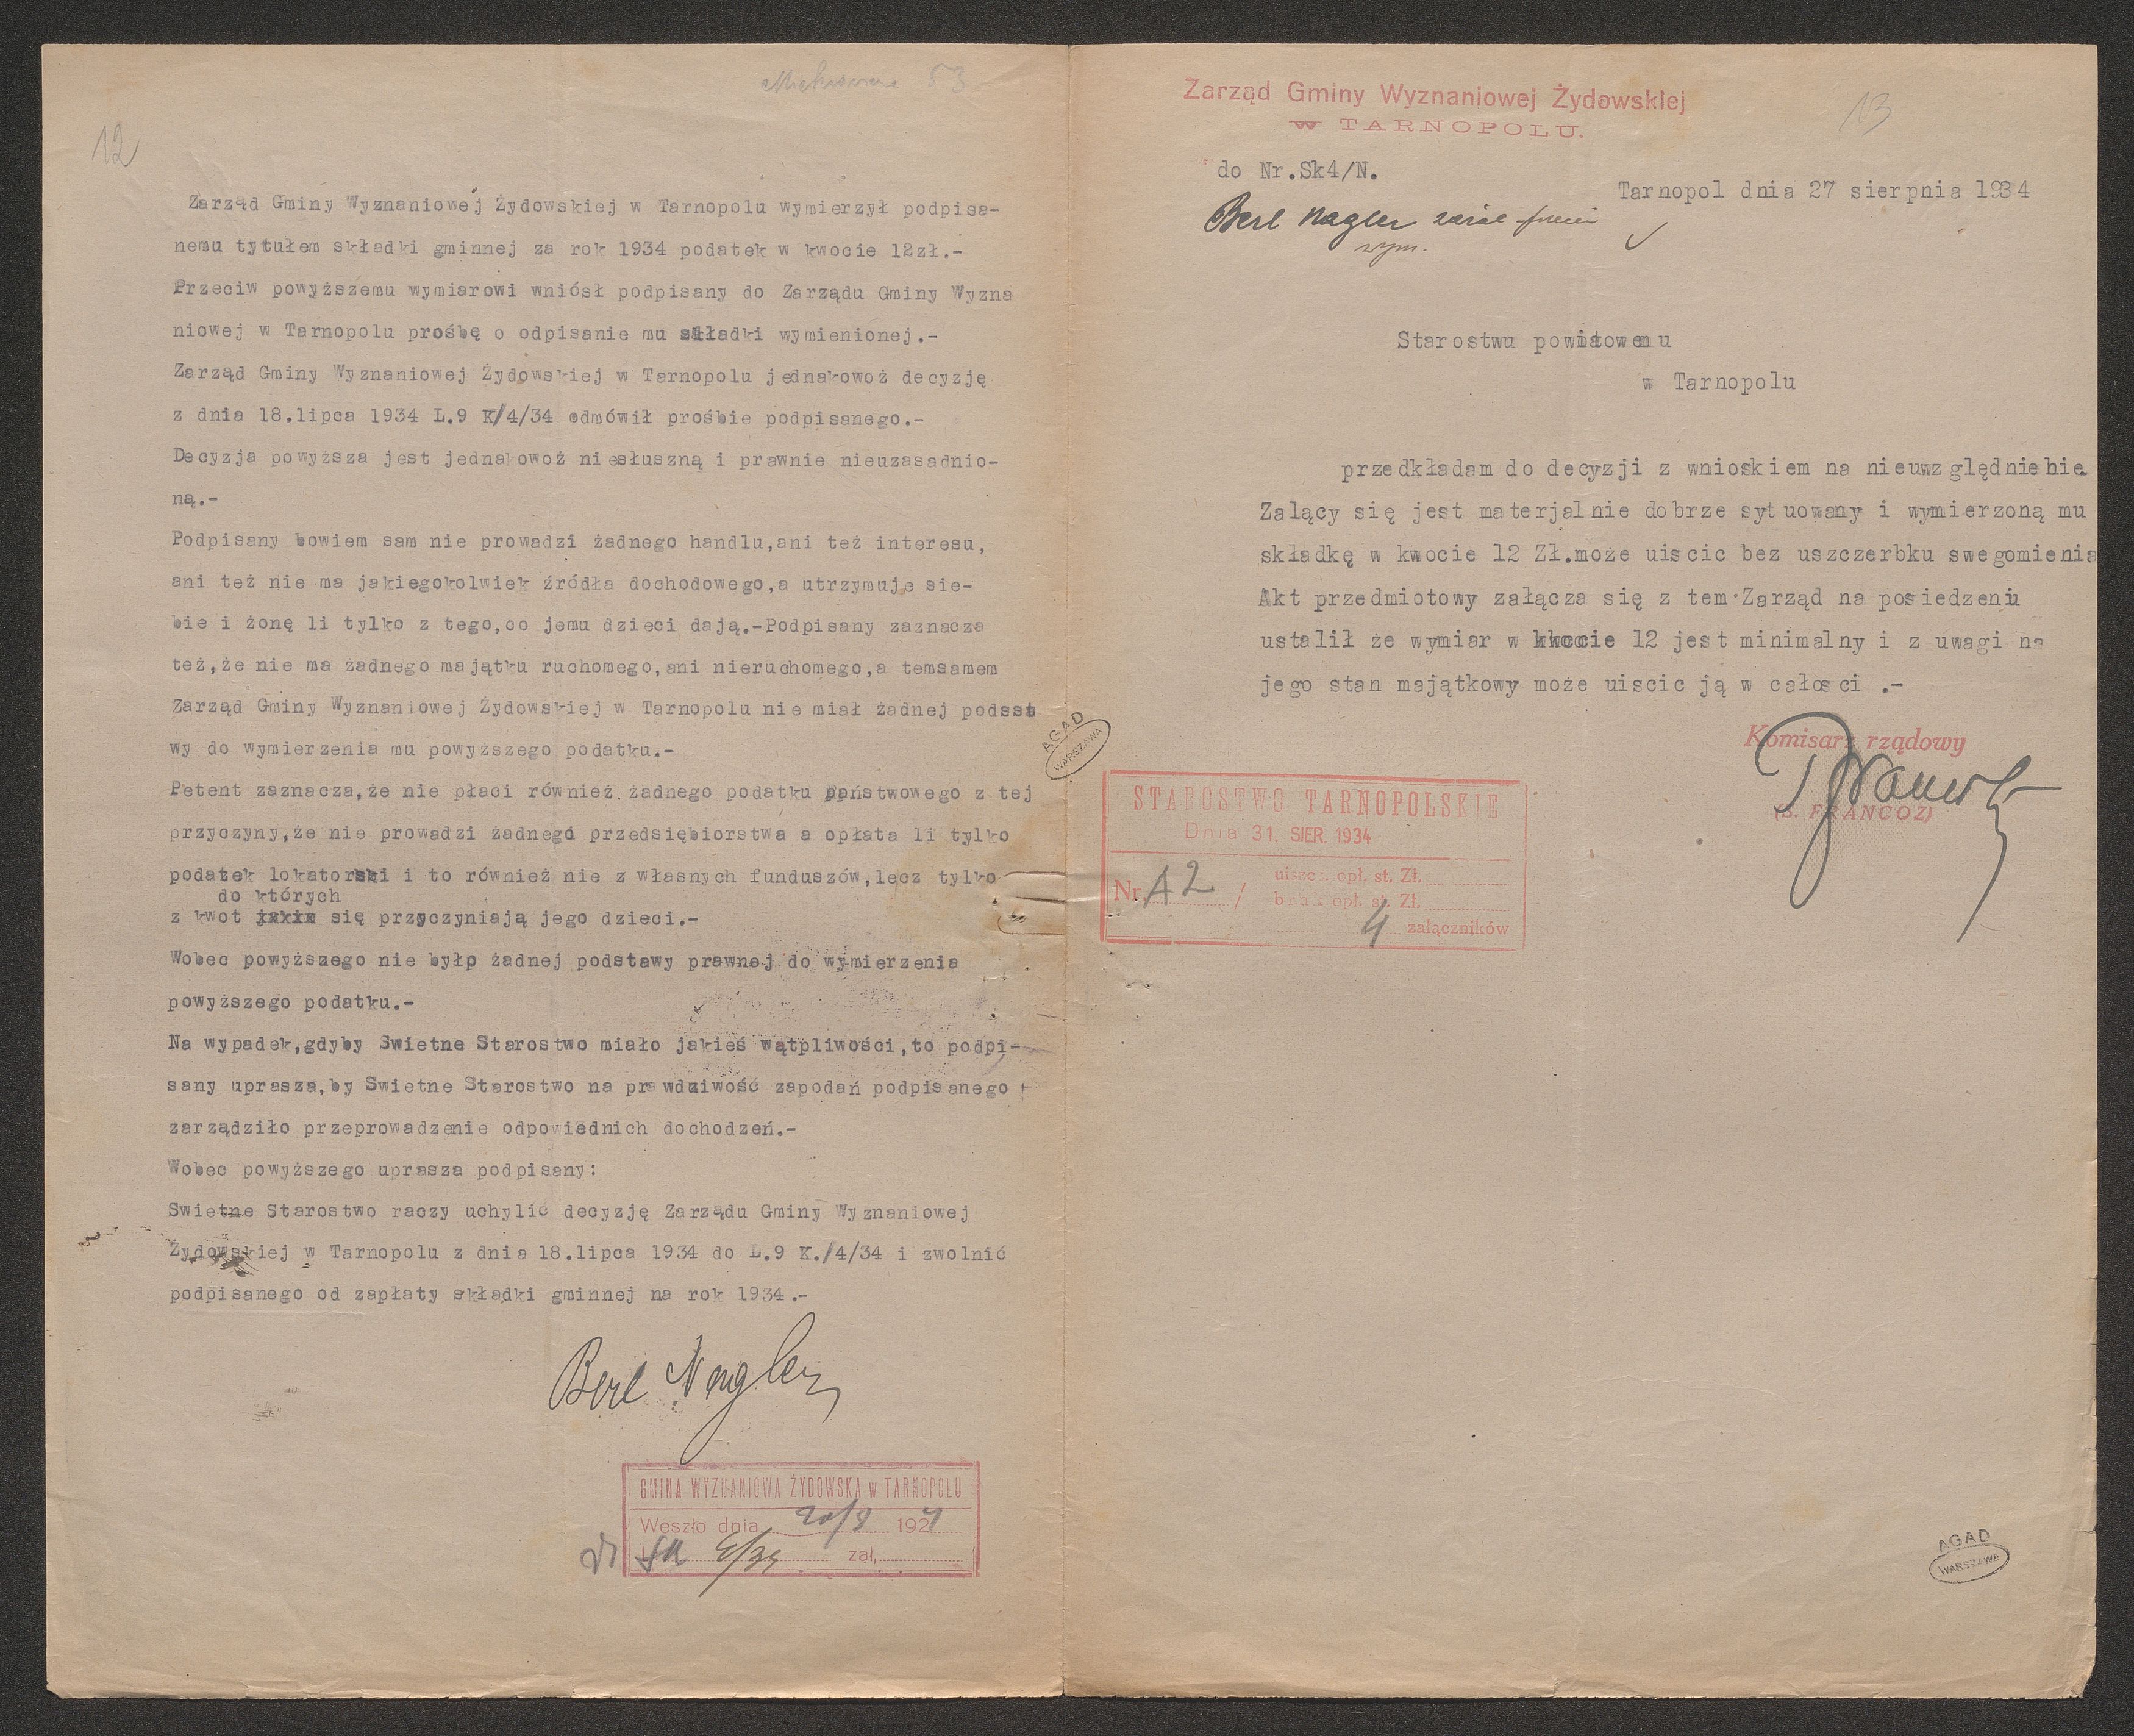 53
12
Zarząd Gminy Wyznaniowej Żydowskiej w Tarnopolu wymierzył podpisa-
nemu tytułem składki gminnej za rok 1934 podatek w kwocie 12zł.-
Przeciw powyższemu wymiarowi wniósł podpisany do Zarządu Gminy Wyzna
niowej w Tarnopolu prośbę o odpisanie mu składki wymienionej.-
Zarząd Gminy Wyznaniowej Żydowskiej w Tarnopolu jednakowoż decyzję
z dnia 18.lipca 1934 L.9 K/4/34 odmówił prośbie podpisanego.-
Decyzja powyższa jest jednakowoż niesłuszną i prawnie nieuzasadnio-
ną.-
Podpisany bowiem sam nie prowadzi żadnego handlu,ani też interesu,
ani też nie ma jakiegokolwiek źródła dochodowego,a utrzymuje sie-
bie i żonę li tylko z tego,co jemu dzieci dają.-Podpisany zaznacza
też,że nie ma żadnego majątku ruchomego,ani nieruchomego,a temsamem
Zarząd Gminy Wyznaniowej Żydowskiej w Tarnopolu nie miał żadnej podsta
wy do wymierzenia mu powyższego podatku.-
Petent zaznacza,że nie płaci również żadnego podatku państwowego z tej
przyczyny,że nie prowadzi żadnego przedsiębiorstwa a opłata li tylko
podatek lokatorski i to również nie z własnych funduszów,lecz tylko
do których
z kwot jakie się przyczyniają jego dzieci.-
Wobec powyższego nie było żadnej podstawy prawnej do wymierzenia
powyższego podatku.-
Na wypadek,gdyby Swietne Starostwo miało jakieś wątpliwości,to podpi-
sany uprasza,by Swietne Starostwo na prawdziwość zapodań podpisanego
zarządziło przeprowadzenie odpowiednich dochodzeń.-
Wobec powyższego uprasza podpisany:
Swietne Starostwo raczy uchylić decyzję Zarządu Gminy Wyznaniowej
Żydowskiej w Tarnopolu z dnia 18.lipca 1934 do L.9 K./4/34 i zwolnić
podpisanego od zapłaty składki gminnej na rok 1934.-
Berl Nagler
GMINA WYZNANIOWA ŻYDOWSKA w TARNOPOLU
Weszło dnia 20/8 1924
zał.
AGAD
WARSZAWA
Zarząd Gminy Wyznaniowej Żydowskiej
w TARNOPOLU.
13
do Nr.Sk4/N.
Tarnopol dnia 27 sierpnia 1934
Berl Nagler
wym.
Starostwu powiatowemu
w Tarnopolu
przedkładam do decyzji z wnioskiem na nieuwzględnienie
Zalący się jest materjalnie dobrze sytuowany i wymierzoną mu
składkę w kwocie 12 Zł.może uiscic bez uszczerbku swegomienia
Akt przedmiotowy załącza się z tem.Zarząd na posiedzeniu
ustalił że wymiar w kwocie 12 jest minimalny i z uwagi na
jego stan majątkowy może uiscic ją w całosci .-
Komisarz rządowy
(S. FRANCOZ)
STAROSTWO TARNOPOLSKIE
Dnia 31. SIER. 1934
Nr. A2 / uiszcz. opł. st. Zł.
brak opł. st. Zł.
4 załączników
AGAD
WARSZAWA